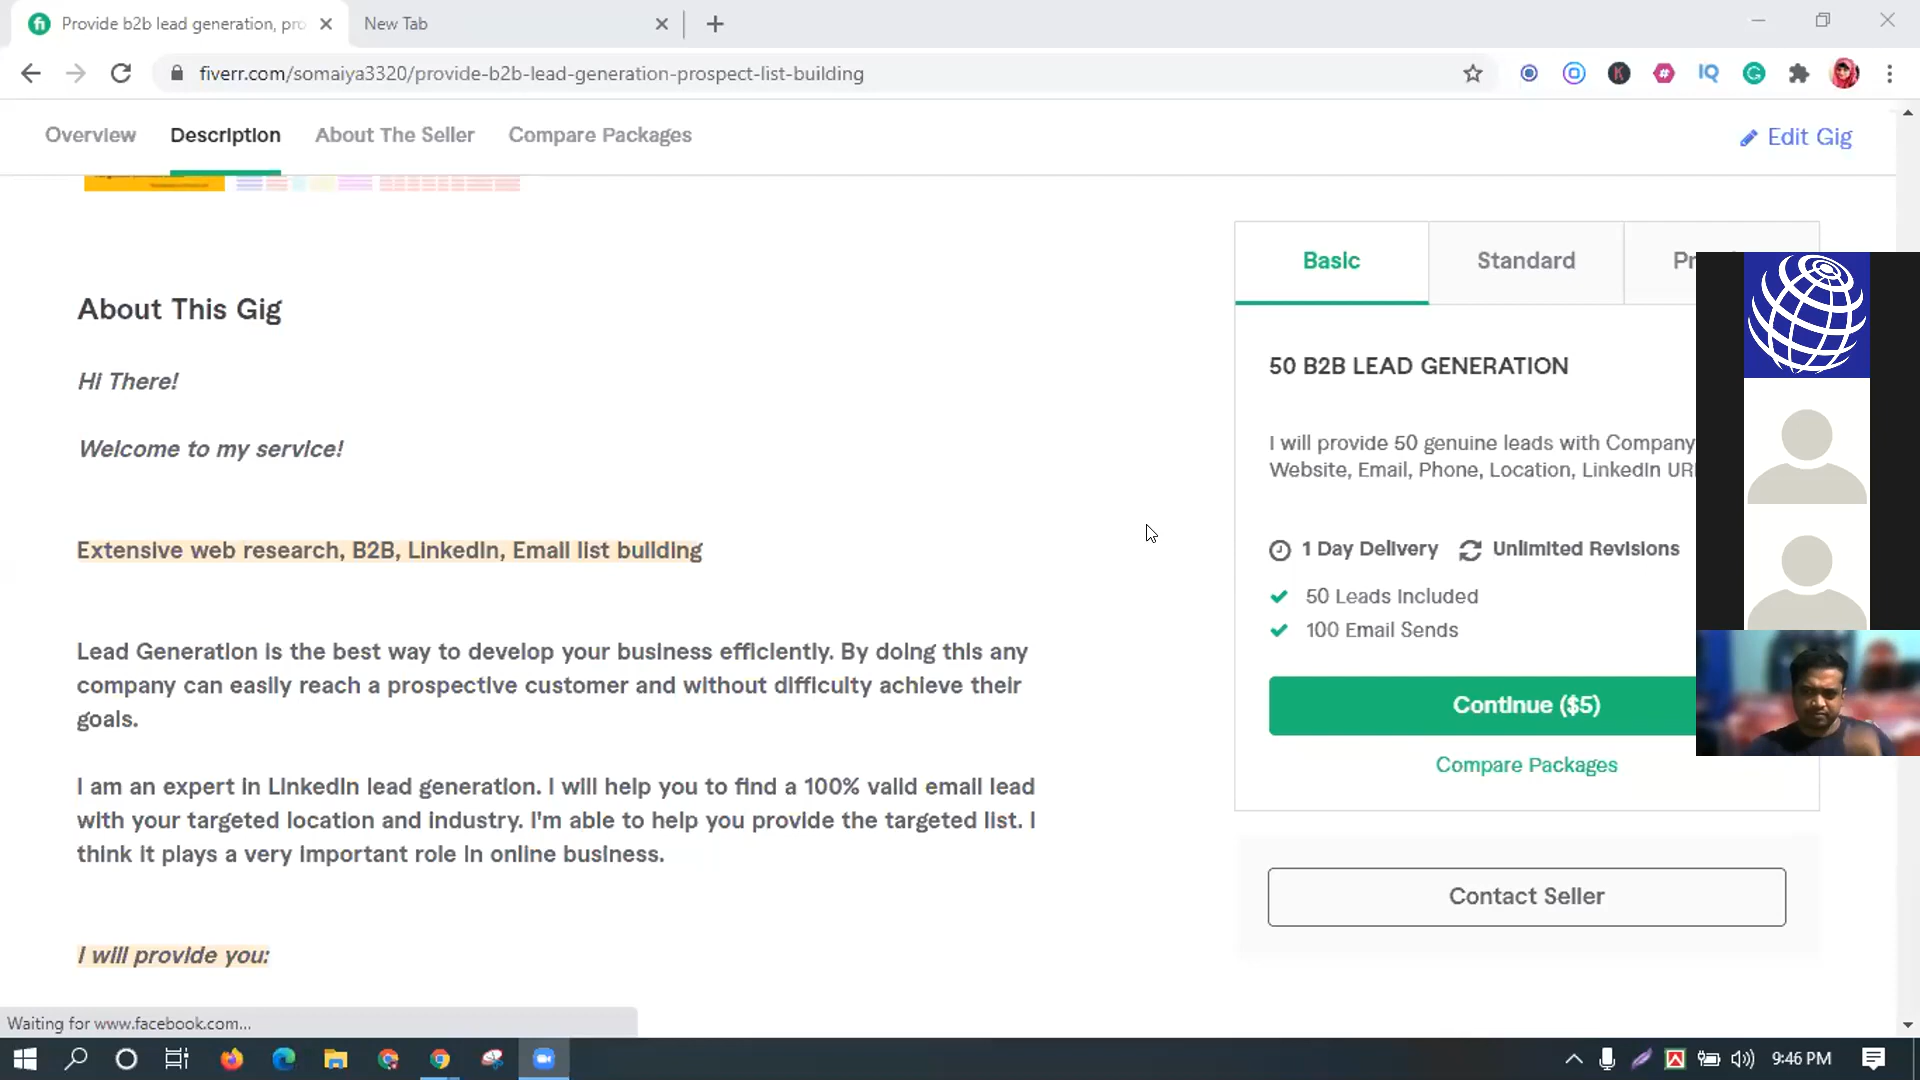 Provide b2b lead generation, pro
New Tab
fiverr.com/somaiya3320/provide-b2b-lead-generation-prospect-list-building
IQ
Overview
Description
About The Seller
Compare Packages
Edit Gig
Basic
Standard
Pr
About This Gig
Hi There!
Welcome to my service!
Extensive web research, B2B, LinkedIn, Email list building
Lead Generation is the best way to develop your business efficiently. By doing this any
company can easily reach a prospective customer and without difficulty achieve their
goals.
I am an expert in LinkedIn lead generation. I will help you to find a 100% valid email lead
with your targeted location and industry. I'm able to help you provide the targeted list. I
think it plays a very important role in online business.
I will provide you:
50 B2B LEAD GENERATION
I will provide 50 genuine leads with Company
Website, Email, Phone, Location, LinkedIn UR
1 Day Delivery
Unlimited Revisions
50 Leads Included
100 Email Sends
Continue ($5)
Compare Packages
Contact Seller
Waiting for www.facebook.com...
9:46 PM